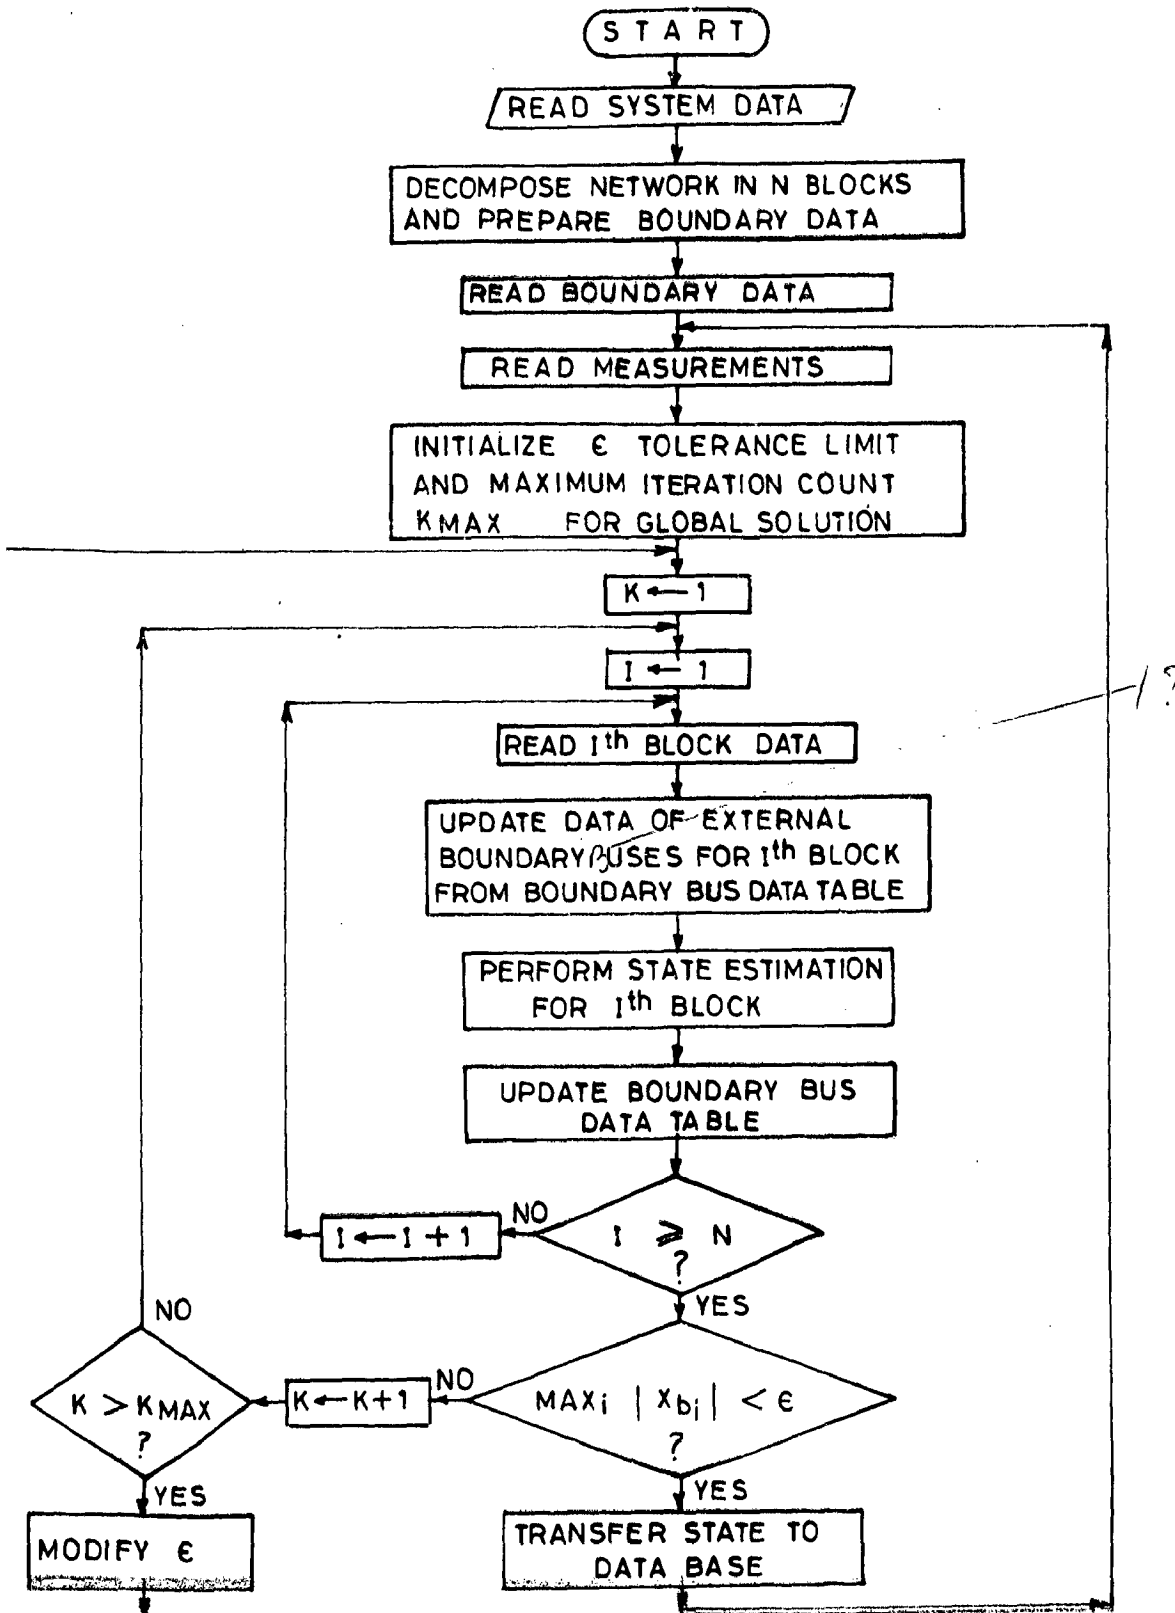 START
READ SYSTEM DATA
DECOMPOSE NETWORK IN N BLOCKS
AND PREPARE BOUNDARY DATA
READ BOUNDARY DATA
READ MEASUREMENTS
INITIALIZE ϵ TOLERANCE LIMIT
AND MAXIMUM ITERATION COUNT
KMAX FOR GLOBAL SOLUTION
K ← 1
I ← 1
1?
READ Ith BLOCK DATA
UPDATE DATA OF EXTERNAL
BOUNDARY BUSES FOR Ith BLOCK
FROM BOUNDARY BUS DATA TABLE
PERFORM STATE ESTIMATION
FOR Ith BLOCK
UPDATE BOUNDARY BUS
DATA TABLE
I ← I + 1
NO
I ⩾ N
?
YES
NO
K > KMAX
?
K ← K+1
NO
MAXi | Xbi | < ϵ
?
YES
YES
MODIFY ϵ
TRANSFER STATE TO
DATA BASE